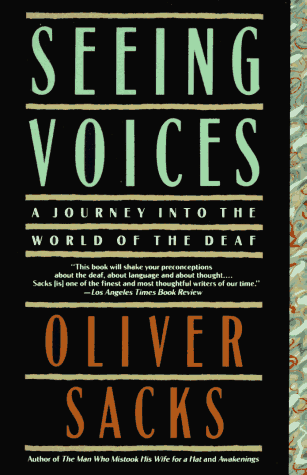 SEEING
VOICES
A JOURNEY INTO THE
WORLD OF THE DEAF
"This book will shake your preconceptions
about the deaf, about language and about thought....
Sacks [is] one of the finest and most thoughtful writers of our time."
—Los Angeles Times Book Review
OLIVER
SACKS
Author of The Man Who Mistook His Wife for a Hat and Awakenings